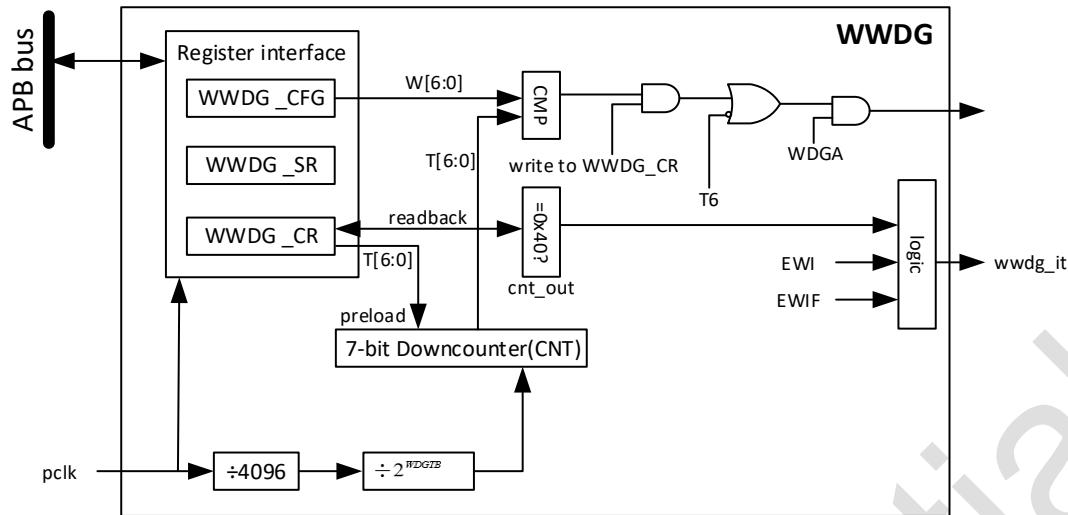 WWDG
APB bus
Register interface
WWDG _CFG
WWDG _SR
WWDG _CR
W[6:0]
T[6:0]
CMP
write to WWDG_CR
T6
WDGA
readback
=0x40?
cnt_out
T[6:0]
preload
7-bit Downcounter(CNT)
EWI
EWIF
logic
wwdg_it
pclk
÷4096
÷2^WDGTB
tial